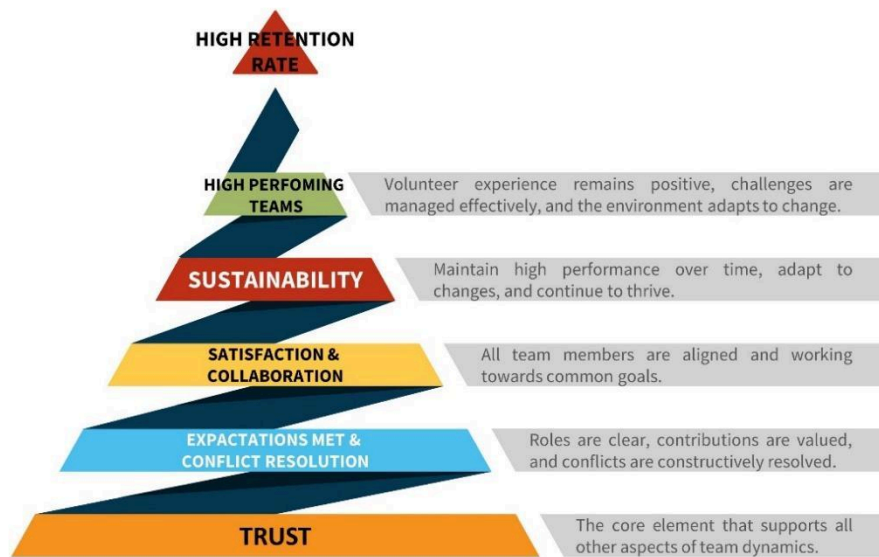 HIGH RETENTION
RATE
HIGH PERFOMING
TEAMS
Volunteer experience remains positive, challenges are
managed effectively, and the environment adapts to change.
SUSTAINABILITY
Maintain high performance over time, adapt to
changes, and continue to thrive.
SATISFACTION &
COLLABORATION
All team members are aligned and working
towards common goals.
EXPACTATIONS MET &
CONFLICT RESOLUTION
Roles are clear, contributions are valued,
and conflicts are constructively resolved.
TRUST
The core element that supports all
other aspects of team dynamics.